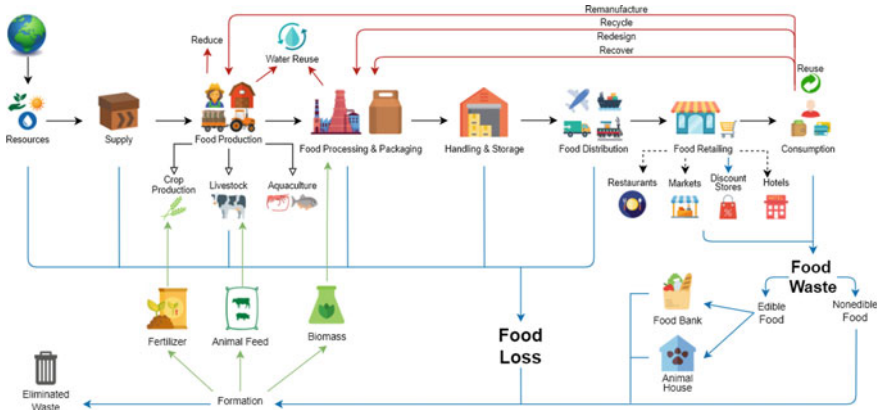 Remanufacture
Recycle
Redesign
Recover
Reduce
Water Reuse
Reuse
Resources
Supply
Food Production
Food Processing & Packaging
Handling & Storage
Food Distribution
Food Retailing
Consumption
Crop
Production
Livestock
Aquaculture
Restaurants
Markets
Discount
Stores
Hotels
Food
Waste
Edible
Food
Nonedible
Food
Food Bank
Animal
House
Fertilizer
Animal Feed
Biomass
Food
Loss
Eliminated
Waste
Formation